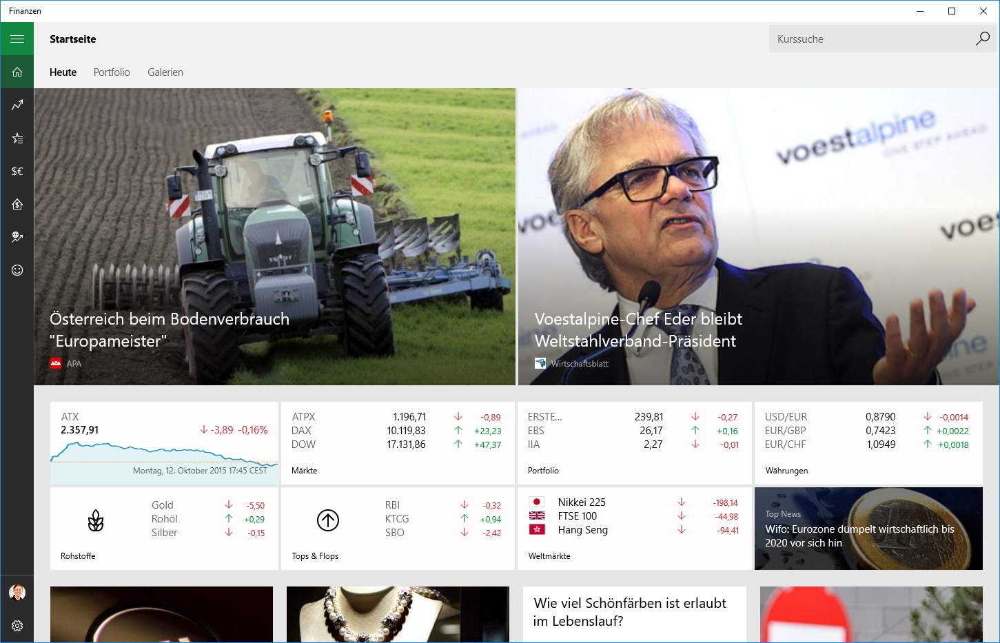 Finanzen
Startseite
Kurssuche
Heute Portfolio Galerien
voestalpine
ONE STEP AHEAD
voe
Österreich beim Bodenverbrauch
"Europameister"
APA
Voestalpine-Chef Eder bleibt
Weltstahlverband-Präsident
Wirtschaftsblatt
ATX
2.357,91 -3,89 -0,16%
Montag, 12. Oktober 2015 17:45 CEST
ATPX 1.196,71 -0,89
DAX 10.119,83 +23,23
DOW 17.131,86 +47,37
Märkte
ERSTE... 239,81 -0,27
EBS 26,17 +0,16
IIA 2,27 -0,01
Portfolio
USD/EUR 0,8790 -0,0014
EUR/GBP 0,7423 +0,0022
EUR/CHF 1,0949 +0,0018
Währungen
Gold -5,50
Rohöl +0,29
Silber -0,15
Rohstoffe
RBI -0,32
KTCG +0,94
SBO -2,42
Tops & Flops
Nikkei 225 -198,14
FTSE 100 -44,98
Hang Seng -94,41
Weltmärkte
Top News
Wifo: Eurozone dümpelt wirtschaftlich bis
2020 vor sich hin
Wie viel Schönfärben ist erlaubt
im Lebenslauf?